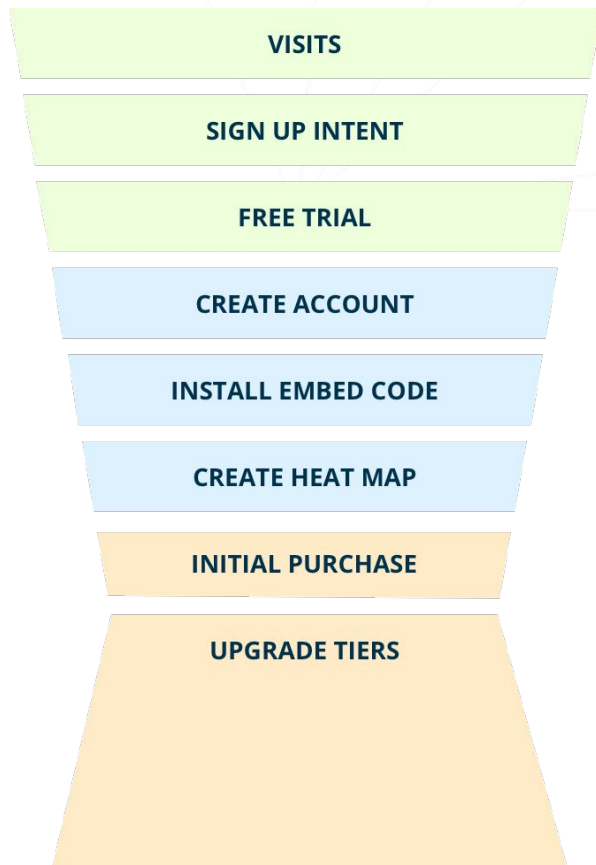 VISITS
SIGN UP INTENT
FREE TRIAL
CREATE ACCOUNT
INSTALL EMBED CODE
CREATE HEAT MAP
INITIAL PURCHASE
UPGRADE TIERS